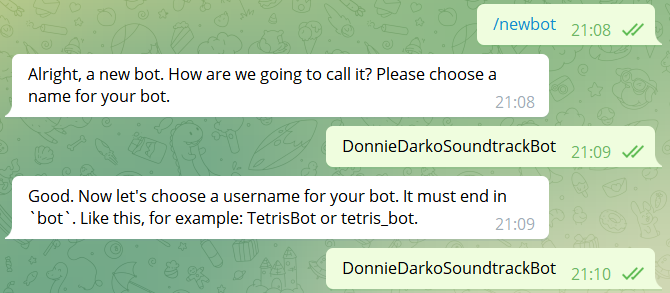 /newbot 21:08
Alright, a new bot. How are we going to call it? Please choose a
name for your bot.
21:08
DonnieDarkoSoundtrackBot 21:09
Good. Now let's choose a username for your bot. It must end in
`bot`. Like this, for example: TetrisBot or tetris_bot.
21:09
DonnieDarkoSoundtrackBot 21:10